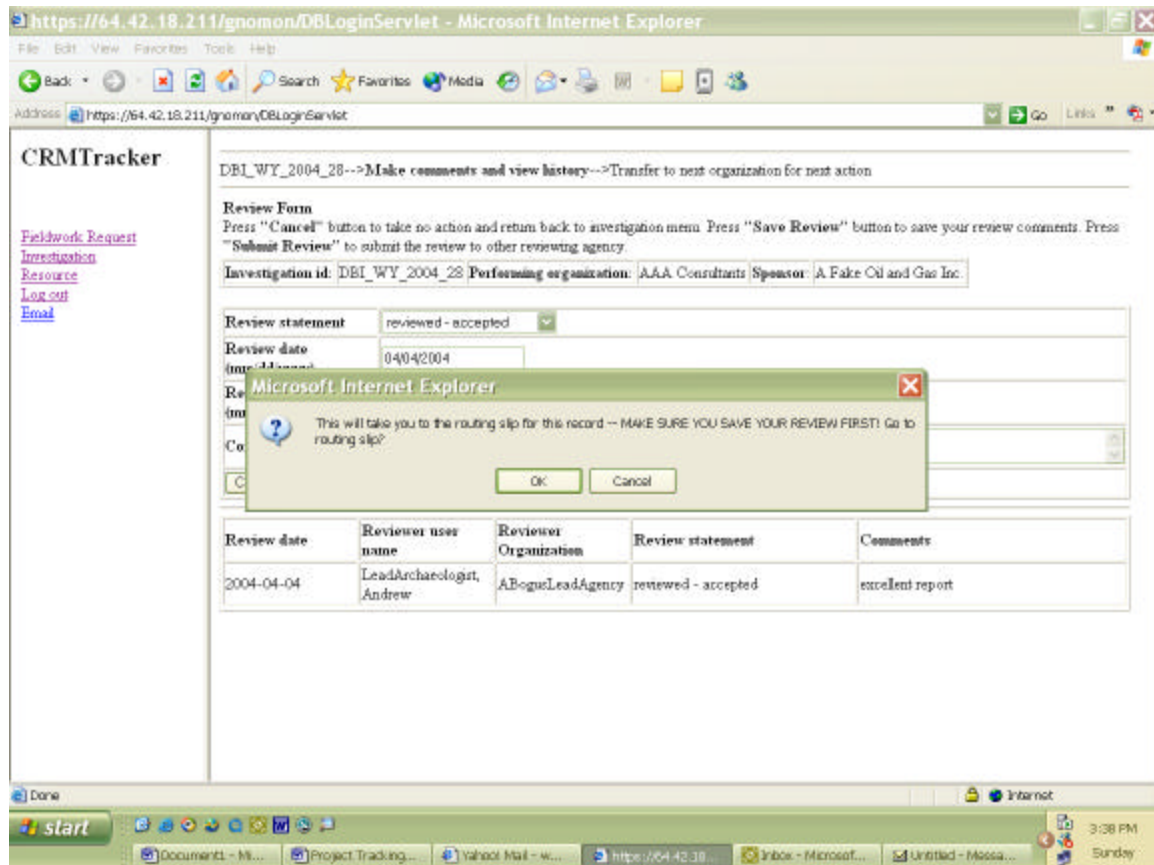 https://64.42.18.211/gnomon/DBLoginServlet - Microsoft Internet Explorer
File Edit View Favorites Tools Help
Back Search Favorites Media
Address https://64.42.18.211/gnomon/DBLoginServlet Go Links »
CRMTracker
DBI_WY_2004_28-->Make comments and view history-->Transfer to next organization for next action
Review Form
Press "Cancel" button to take no action and return back to investigation menu. Press "Save Review" button to save your review comments. Press
"Submit Review" to submit the review to other reviewing agency.
Fieldwork Request
Investigation
Resource
Log out
Email
Investigation id: DBI_WY_2004_28 Performing organization: AAA Consultants Sponsor: A Fake Oil and Gas Inc.
Review statement reviewed - accepted
Review date 04/04/2004
Microsoft Internet Explorer
This will take you to the routing slip for this record -- MAKE SURE YOU SAVE YOUR REVIEW FIRST! Go to
routing slip?
OK Cancel
Re
Co
C
Review date Reviewer user name Reviewer Organization Review statement Comments
2004-04-04 LeadArchaeologist, Andrew ABogusLeadAgency reviewed - accepted excellent report
Done Internet
start 3:38 PM
Sunday
Document1 - Mi... Project Tracking... Yahoo! Mail - w... https://64.42.18... Inbox - Microsof... Untitled - Messa...